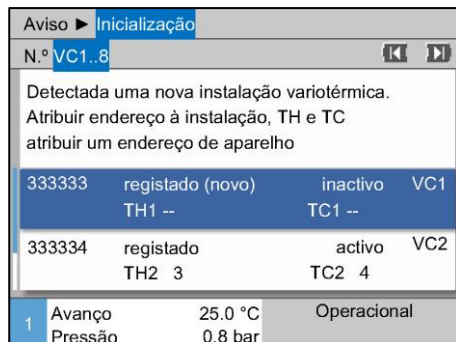 Aviso ► Inicialização
N.º VC1..8
Detectada uma nova instalação variotérmica.
Atribuir endereço à instalação, TH e TC
atribuir um endereço de aparelho
333333 registado (novo) inactivo VC1
TH1 -- TC1 --
333334 registado activo VC2
TH2 3 TC2 4
1 Avanço 25.0 °C Operacional
Pressão 0.8 bar